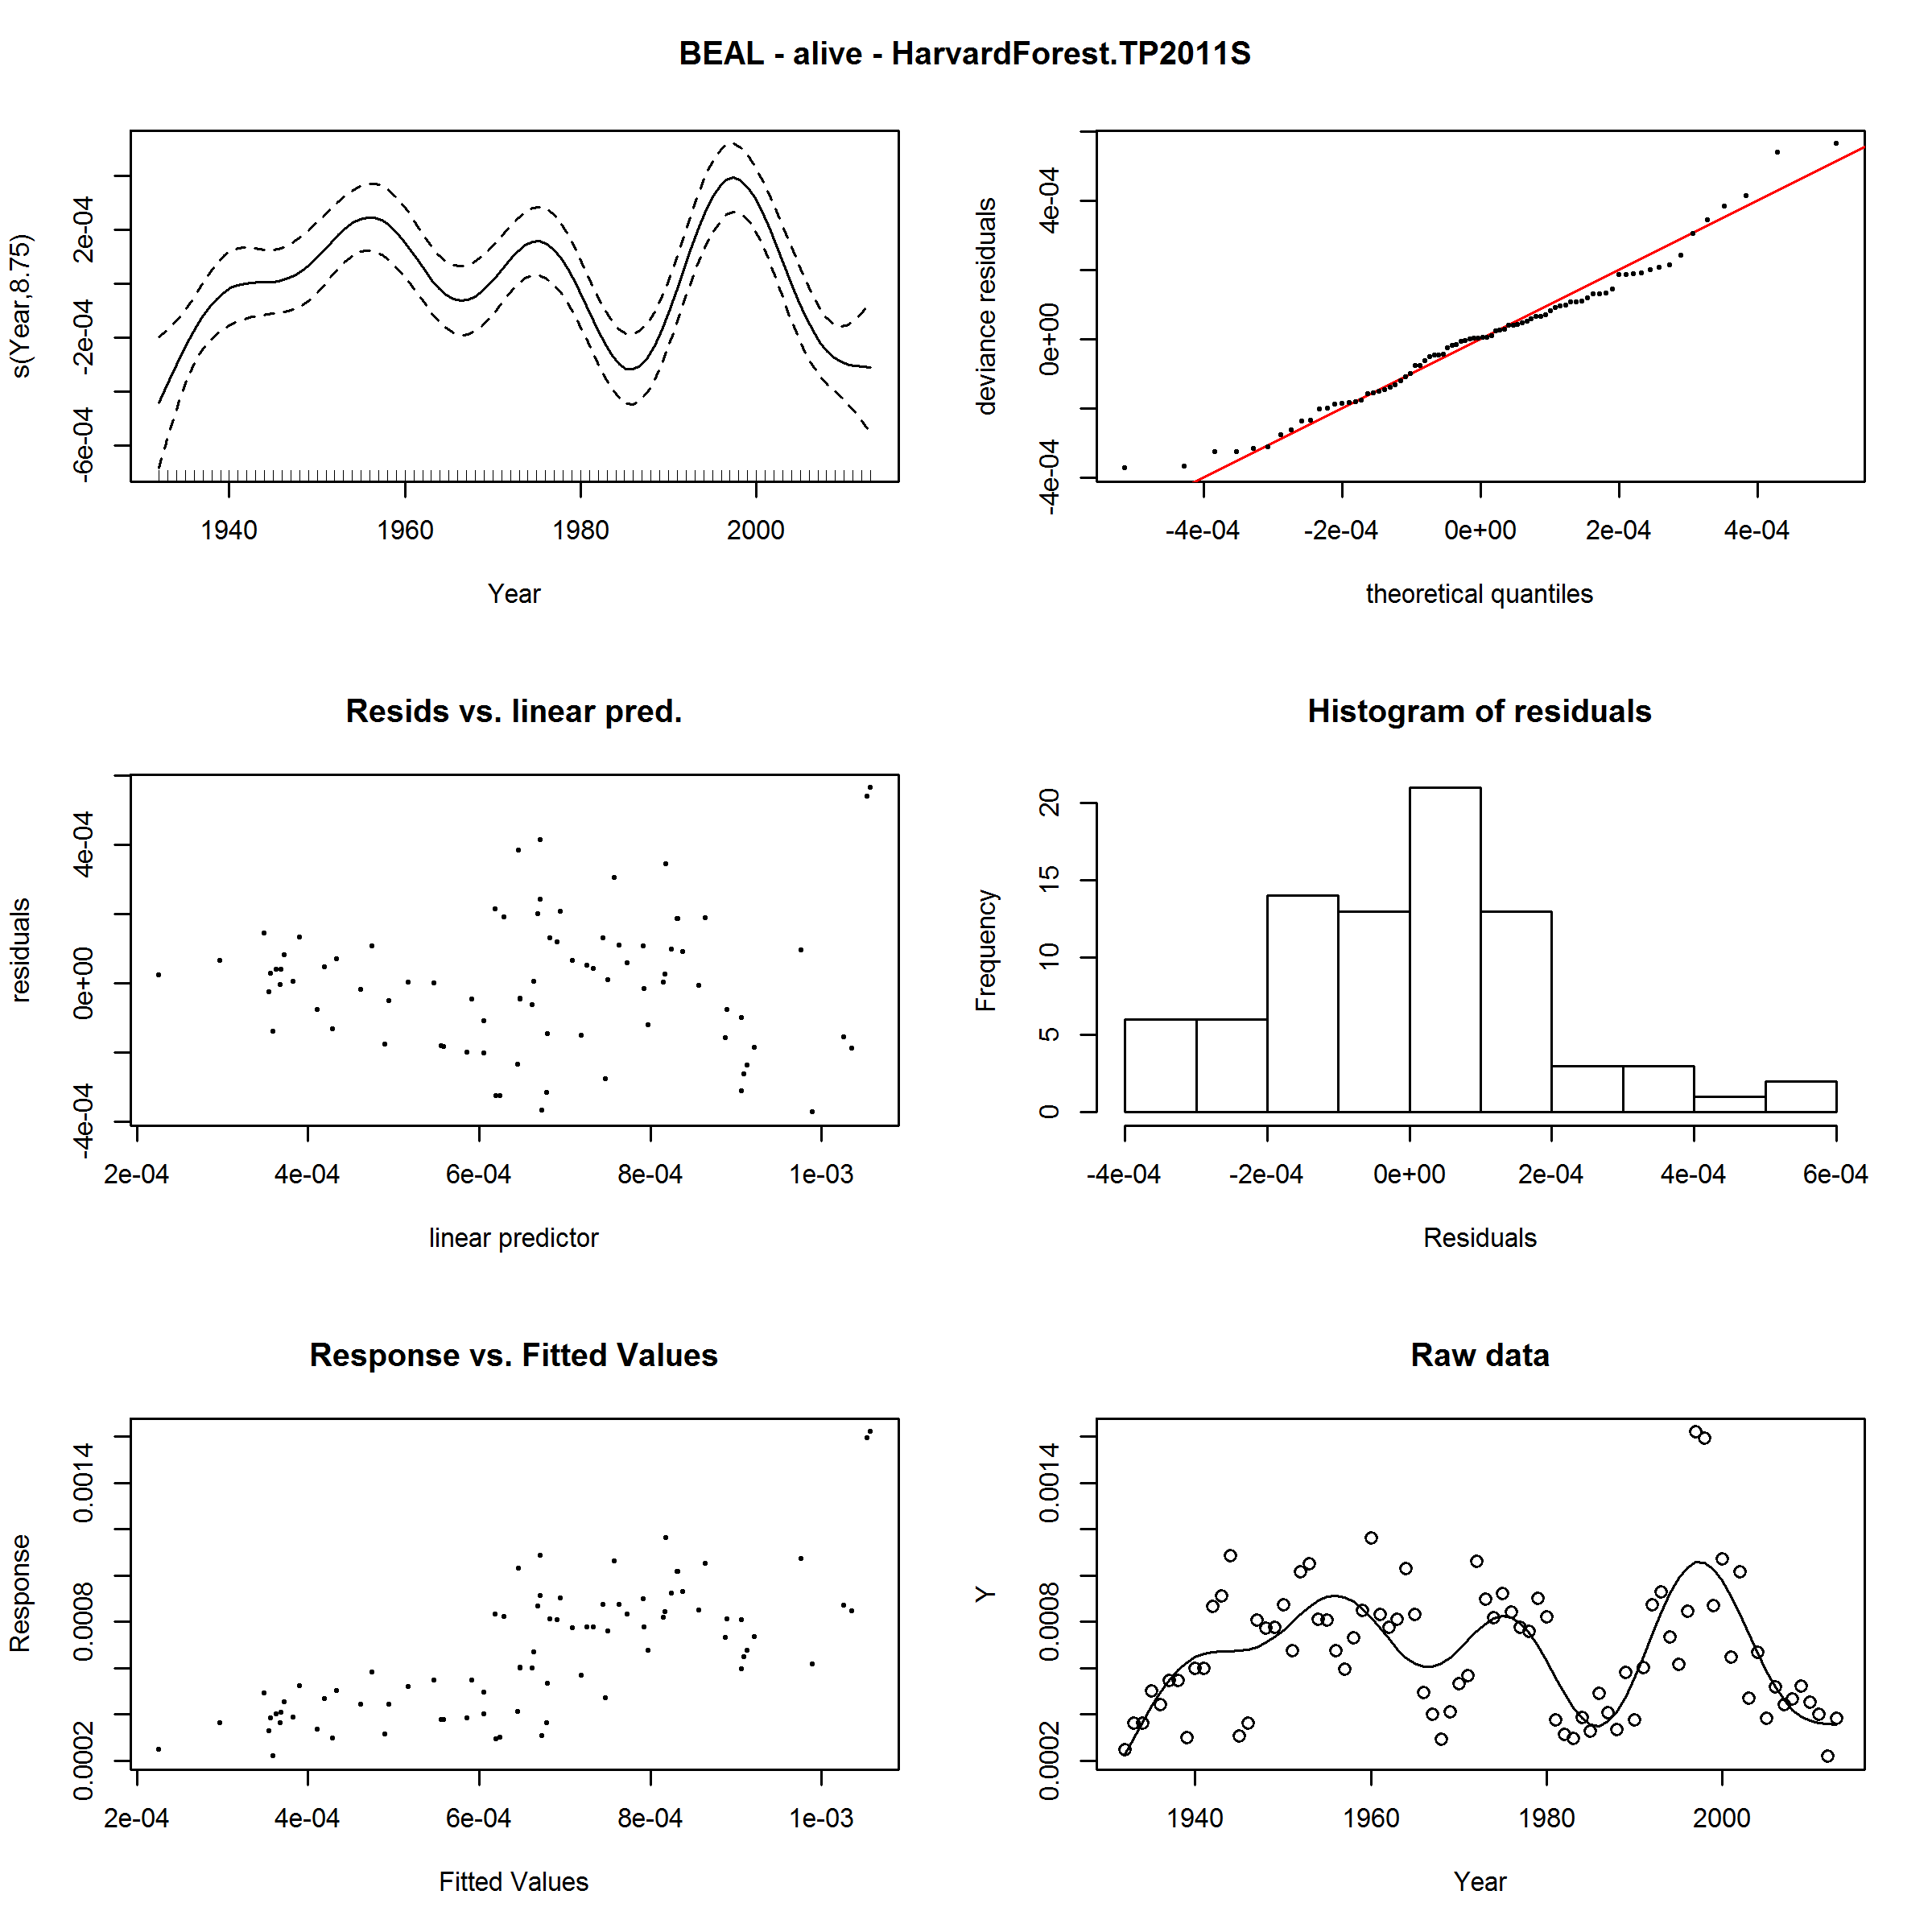 BEAL - alive - HarvardForest.TP2011S
s(Year,8.75)
-6e-04 -2e-04 2e-04
1940 1960 1980 2000
Year
deviance residuals
-4e-04 0e+00 4e-04
-4e-04 -2e-04 0e+00 2e-04 4e-04
theoretical quantiles
Resids vs. linear pred.
residuals
-4e-04 0e+00 4e-04
2e-04 4e-04 6e-04 8e-04 1e-03
linear predictor
Histogram of residuals
Frequency
0 5 10 15 20
-4e-04 -2e-04 0e+00 2e-04 4e-04 6e-04
Residuals
Response vs. Fitted Values
Response
0.0002 0.0008 0.0014
2e-04 4e-04 6e-04 8e-04 1e-03
Fitted Values
Raw data
Y
0.0002 0.0008 0.0014
1940 1960 1980 2000
Year